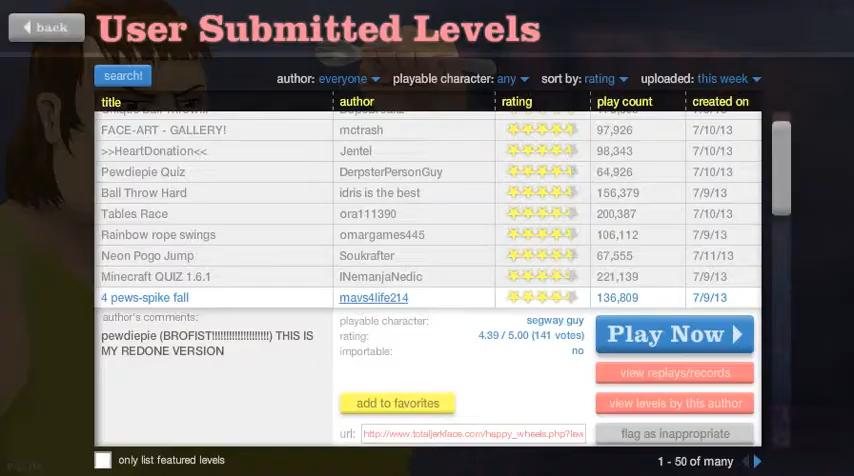 back
User Submitted Levels
search!
author: everyone playable character: any sort by: rating uploaded: this week
title author rating play count created on
FACE-ART - GALLERY! mctrash 97,926 7/10/13
>>HeartDonation<< Jentel 98,343 7/10/13
Pewdiepie Quiz DerpsterPersonGuy 64,926 7/10/13
Ball Throw Hard idris is the best 156,379 7/9/13
Tables Race ora111390 200,387 7/10/13
Rainbow rope swings omargames445 106,112 7/9/13
Neon Pogo Jump Soukrafter 67,555 7/11/13
Minecraft QUIZ 1.6.1 INemanjaNedic 221,139 7/9/13
4 pews-spike fall mavs4life214 136,809 7/9/13
author's comments:
pewdiepie (BROFIST!!!!!!!!!!!!!!!!!!!!!) THIS IS
MY REDONE VERSION
playable character: segway guy
rating: 4.39 / 5.00 (141 votes)
importable: no
Play Now
view replays/records
add to favorites
view levels by this author
url: http://www.totaljerkface.com/happy_wheels.php?lev
flag as inappropriate
only list featured levels
1 - 50 of many